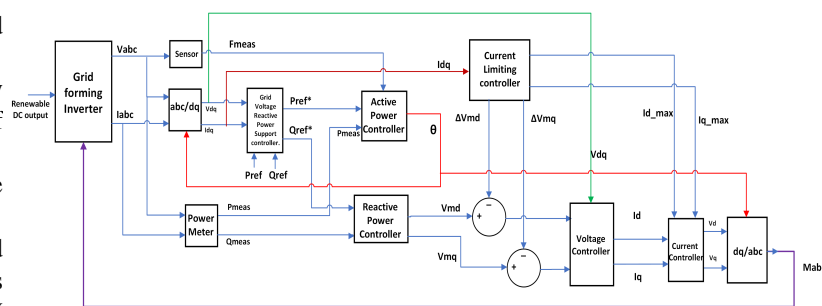 Vabc
Sensor
Fmeas
Grid
forming
Inverter
Renewable
DC output
Iabc
abc/dq
Vdq
Idq
Grid
Voltage
Reactive
Power
Support
controller.
Pref*
Qref*
Pref
Qref
Pmeas
Active
Power
Controller
θ
Idq
Current
Limiting
controller
ΔVmd
ΔVmq
Id_max
Iq_max
Vdq
Power
Meter
Pmeas
Qmeas
Reactive
Power
Controller
Vmd
Vmq
+
−
+
−
Voltage
Controller
Id
Iq
Current
Controller
Vd
Vq
dq/abc
Mab